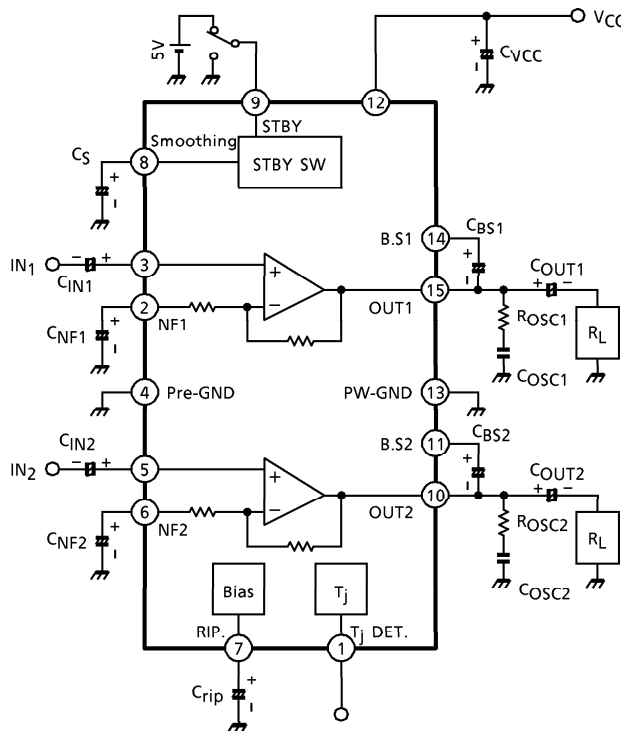 5V
VCC
+
CVCC
−
9
12
STBY
Smoothing
CS
8
STBY SW
+
−
B.S1
14
CBS1
+
−
IN1
− +
3
CIN1
+
−
OUT1
15
COUT1
+ −
2
NF1
CNF1
+
−
ROSC1
RL
COSC1
4
Pre-GND
PW-GND
13
CIN2
B.S2
11
CBS2
+
−
IN2
− +
5
+
−
OUT2
10
COUT2
+ −
6
NF2
CNF2
+
−
ROSC2
RL
COSC2
Bias
Tj
RIP.
Tj DET.
7
1
Crip
+
−